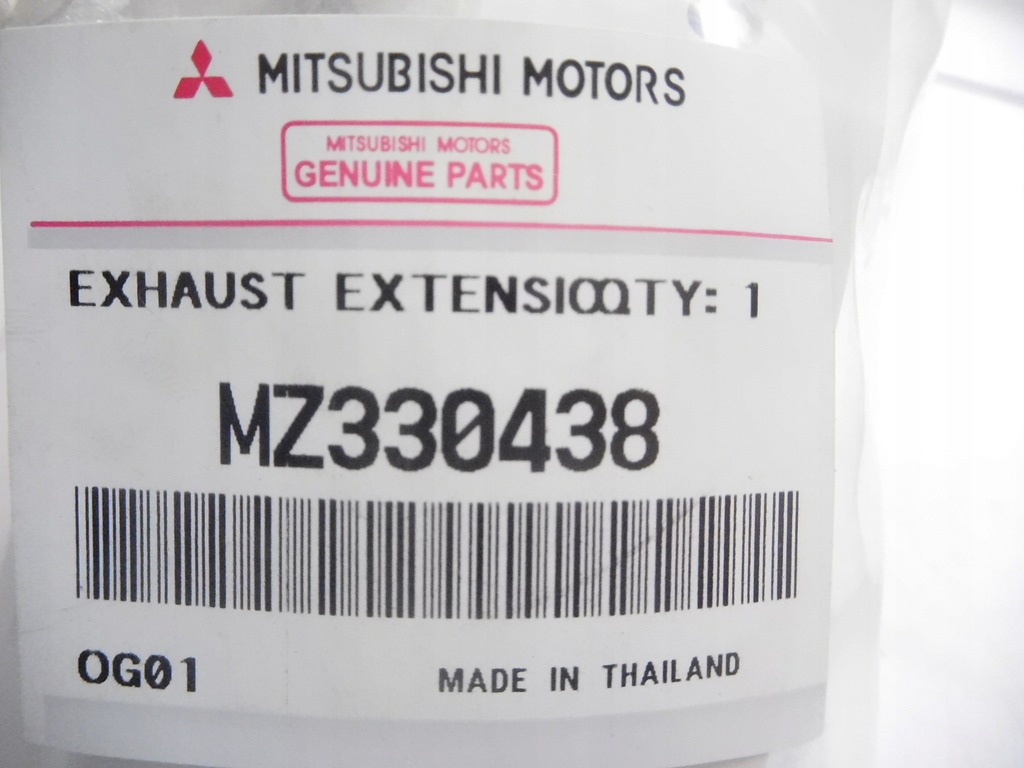 MITSUBISHI MOTORS
MITSUBISHI MOTORS
GENUINE PARTS
EXHAUST EXTENSIOQTY: 1
MZ330438
OG01
MADE IN THAILAND